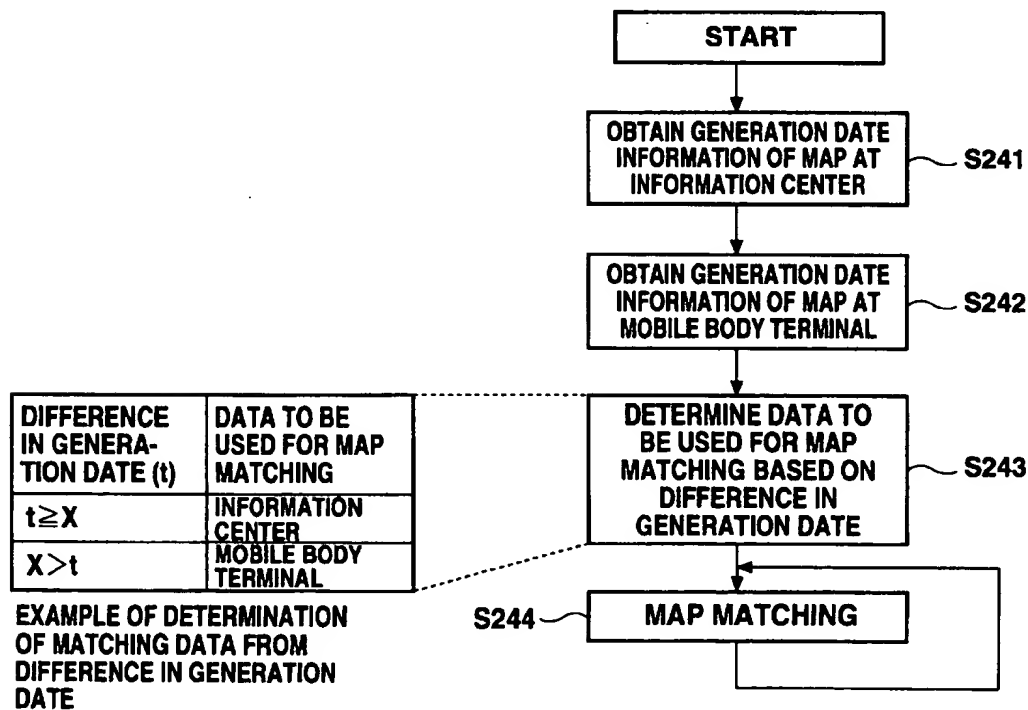 START
OBTAIN GENERATION DATE
INFORMATION OF MAP AT
INFORMATION CENTER
S241
OBTAIN GENERATION DATE
INFORMATION OF MAP AT
MOBILE BODY TERMINAL
S242
DETERMINE DATA TO
BE USED FOR MAP
MATCHING BASED ON
DIFFERENCE IN
GENERATION DATE
S243
DIFFERENCE
IN GENERA-
TION DATE (t)
DATA TO BE
USED FOR MAP
MATCHING
t≧X
INFORMATION
CENTER
X>t
MOBILE BODY
TERMINAL
EXAMPLE OF DETERMINATION
OF MATCHING DATA FROM
DIFFERENCE IN GENERATION
DATE
S244
MAP MATCHING